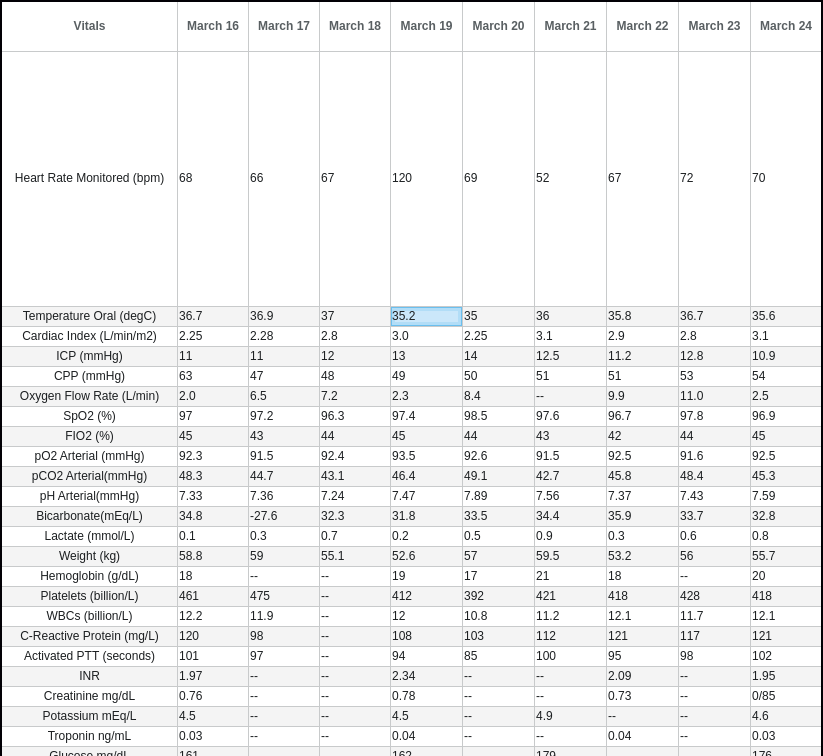 Vitals March 16 March 17 March 18 March 19 March 20 March 21 March 22 March 23 March 24
Heart Rate Monitored (bpm) 68 66 67 120 69 52 67 72 70
Temperature Oral (degC) 36.7 36.9 37 35.2 35 36 35.8 36.7 35.6
Cardiac Index (L/min/m2) 2.25 2.28 2.8 3.0 2.25 3.1 2.9 2.8 3.1
ICP (mmHg) 11 11 12 13 14 12.5 11.2 12.8 10.9
CPP (mmHg) 63 47 48 49 50 51 51 53 54
Oxygen Flow Rate (L/min) 2.0 6.5 7.2 2.3 8.4 -- 9.9 11.0 2.5
SpO2 (%) 97 97.2 96.3 97.4 98.5 97.6 96.7 97.8 96.9
FIO2 (%) 45 43 44 45 44 43 42 44 45
pO2 Arterial (mmHg) 92.3 91.5 92.4 93.5 92.6 91.5 92.5 91.6 92.5
pCO2 Arterial(mmHg) 48.3 44.7 43.1 46.4 49.1 42.7 45.8 48.4 45.3
pH Arterial(mmHg) 7.33 7.36 7.24 7.47 7.89 7.56 7.37 7.43 7.59
Bicarbonate(mEq/L) 34.8 -27.6 32.3 31.8 33.5 34.4 35.9 33.7 32.8
Lactate (mmol/L) 0.1 0.3 0.7 0.2 0.5 0.9 0.3 0.6 0.8
Weight (kg) 58.8 59 55.1 52.6 57 59.5 53.2 56 55.7
Hemoglobin (g/dL) 18 -- -- 19 17 21 18 -- 20
Platelets (billion/L) 461 475 -- 412 392 421 418 428 418
WBCs (billion/L) 12.2 11.9 -- 12 10.8 11.2 12.1 11.7 12.1
C-Reactive Protein (mg/L) 120 98 -- 108 103 112 121 117 121
Activated PTT (seconds) 101 97 -- 94 85 100 95 98 102
INR 1.97 -- -- 2.34 -- -- 2.09 -- 1.95
Creatinine mg/dL 0.76 -- -- 0.78 -- -- 0.73 -- 0/85
Potassium mEq/L 4.5 -- -- 4.5 -- 4.9 -- -- 4.6
Troponin ng/mL 0.03 -- -- 0.04 -- -- 0.04 -- 0.03
Glucose mg/dL 161 162 179 176